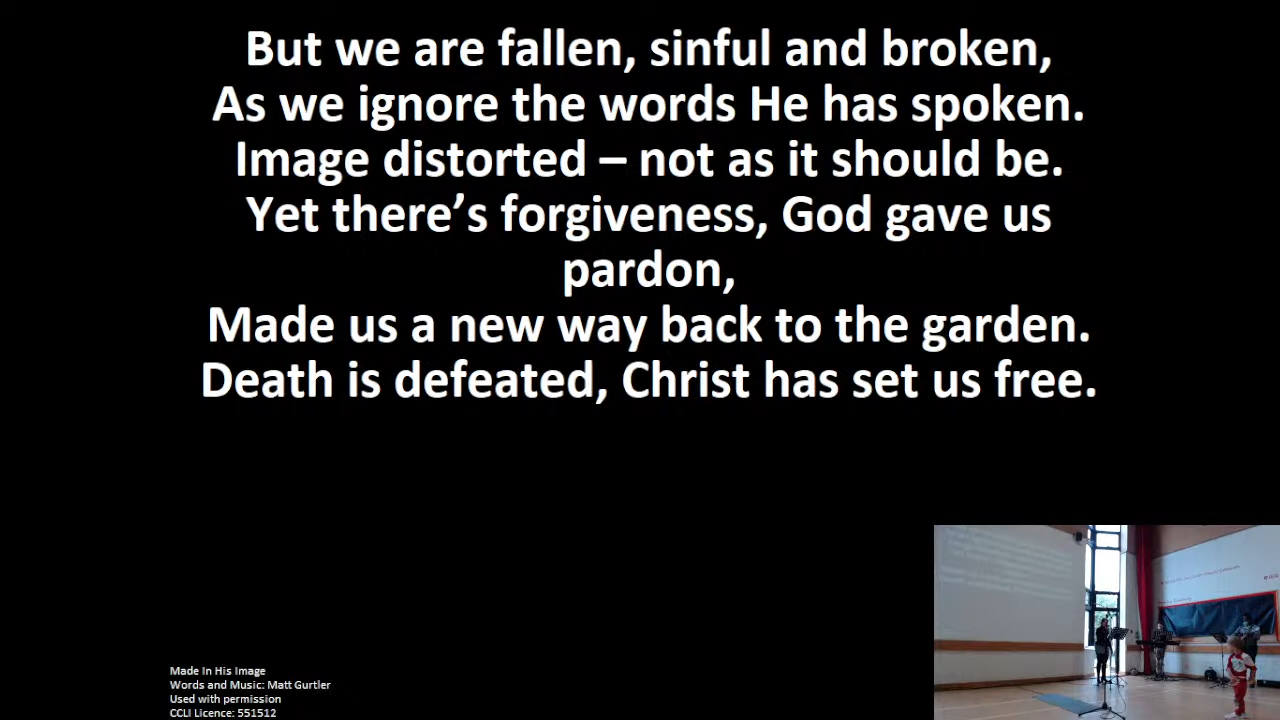 But we are fallen, sinful and broken,
As we ignore the words He has spoken.
Image distorted – not as it should be.
Yet there’s forgiveness, God gave us
pardon,
Made us a new way back to the garden.
Death is defeated, Christ has set us free.
Made In His Image
Words and Music: Matt Gurtler
Used with permission
CCLI Licence: 551512